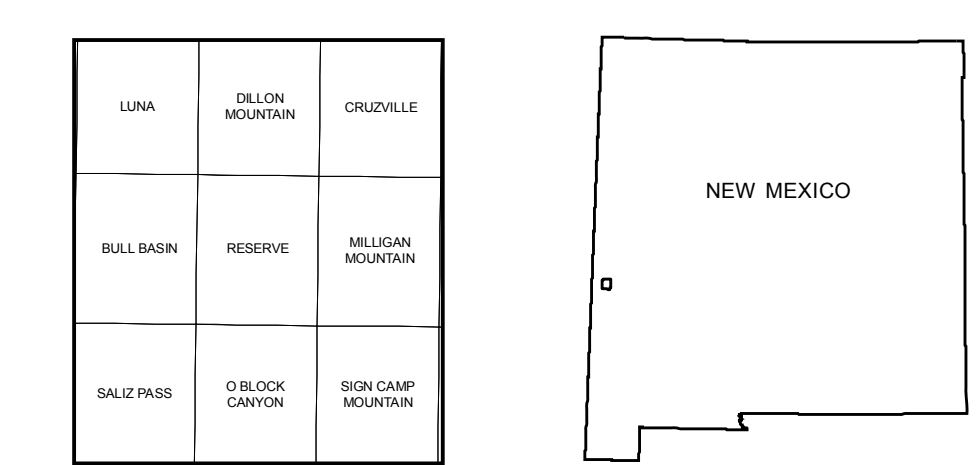 LUNA
DILLON
MOUNTAIN
CRUZVILLE
BULL BASIN
RESERVE
MILLIGAN
MOUNTAIN
SALIZ PASS
O BLOCK
CANYON
SIGN CAMP
MOUNTAIN
NEW MEXICO